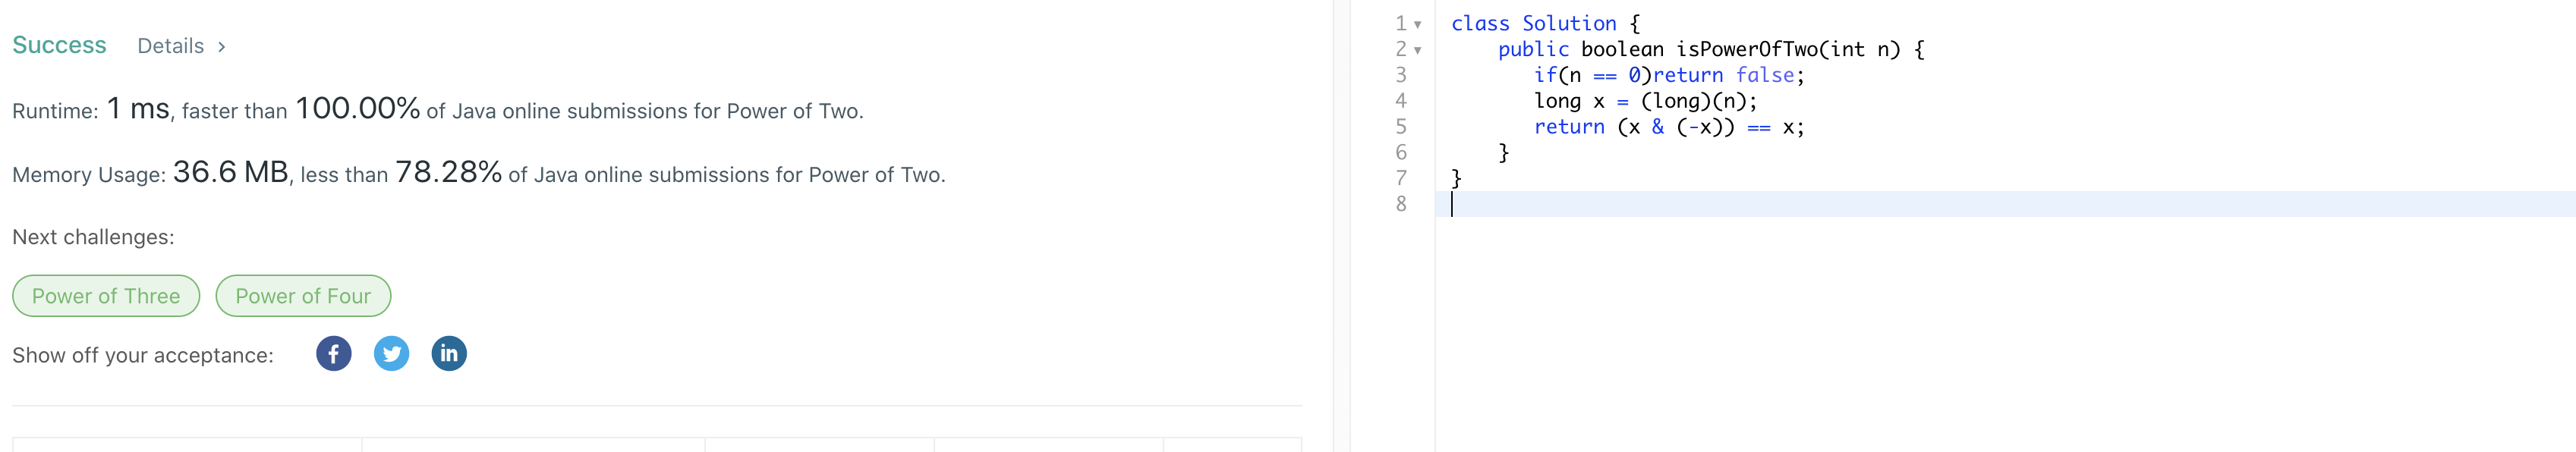 Success Details >
Runtime: 1 ms, faster than 100.00% of Java online submissions for Power of Two.
Memory Usage: 36.6 MB, less than 78.28% of Java online submissions for Power of Two.
Next challenges:
Power of Three Power of Four
Show off your acceptance: f in
1 class Solution {
2     public boolean isPowerOfTwo(int n) {
3        if(n == 0)return false;
4        long x = (long)(n);
5        return (x & (-x)) == x;
6     }
7 }
8